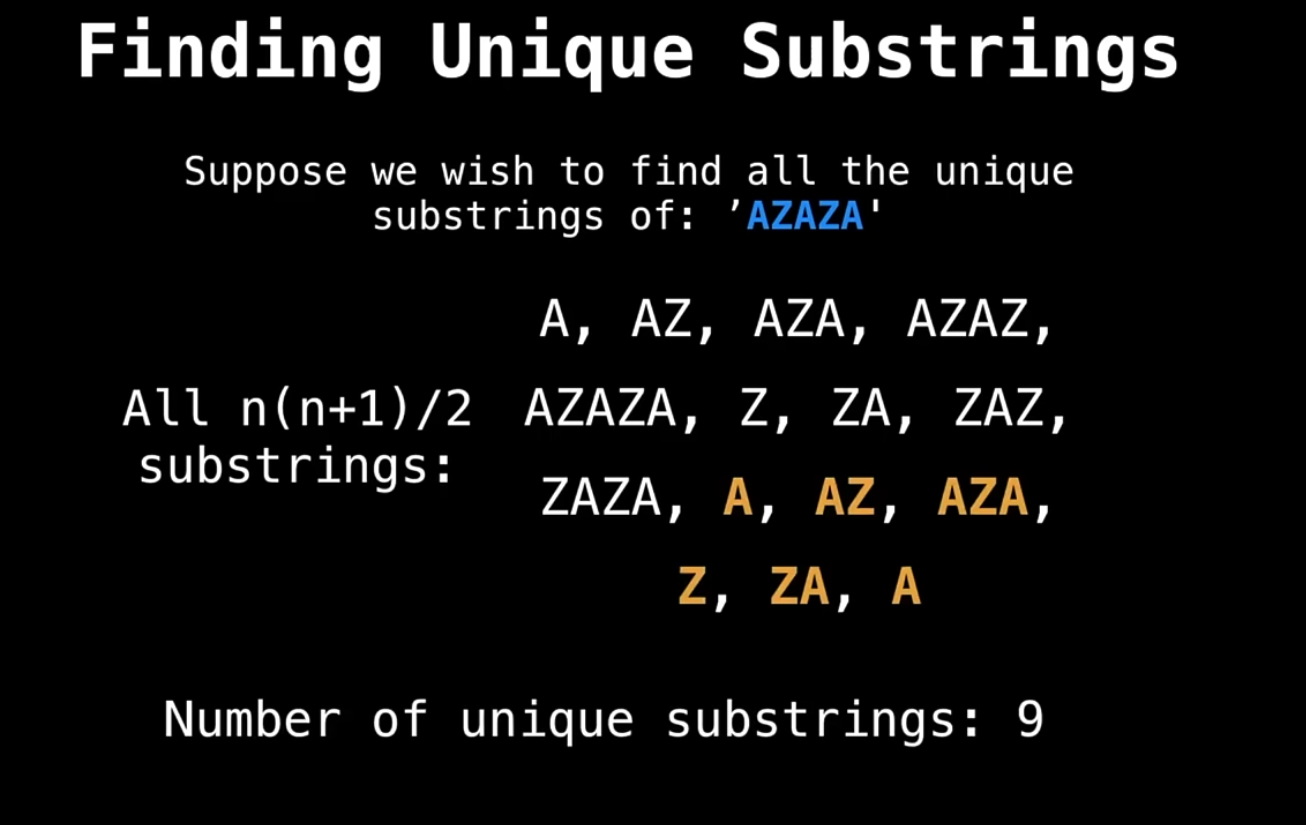 Finding Unique Substrings
Suppose we wish to find all the unique
substrings of: ’AZAZA'
A, AZ, AZA, AZAZ,
All n(n+1)/2
substrings:
AZAZA, Z, ZA, ZAZ,
ZAZA, A, AZ, AZA,
Z, ZA, A
Number of unique substrings: 9